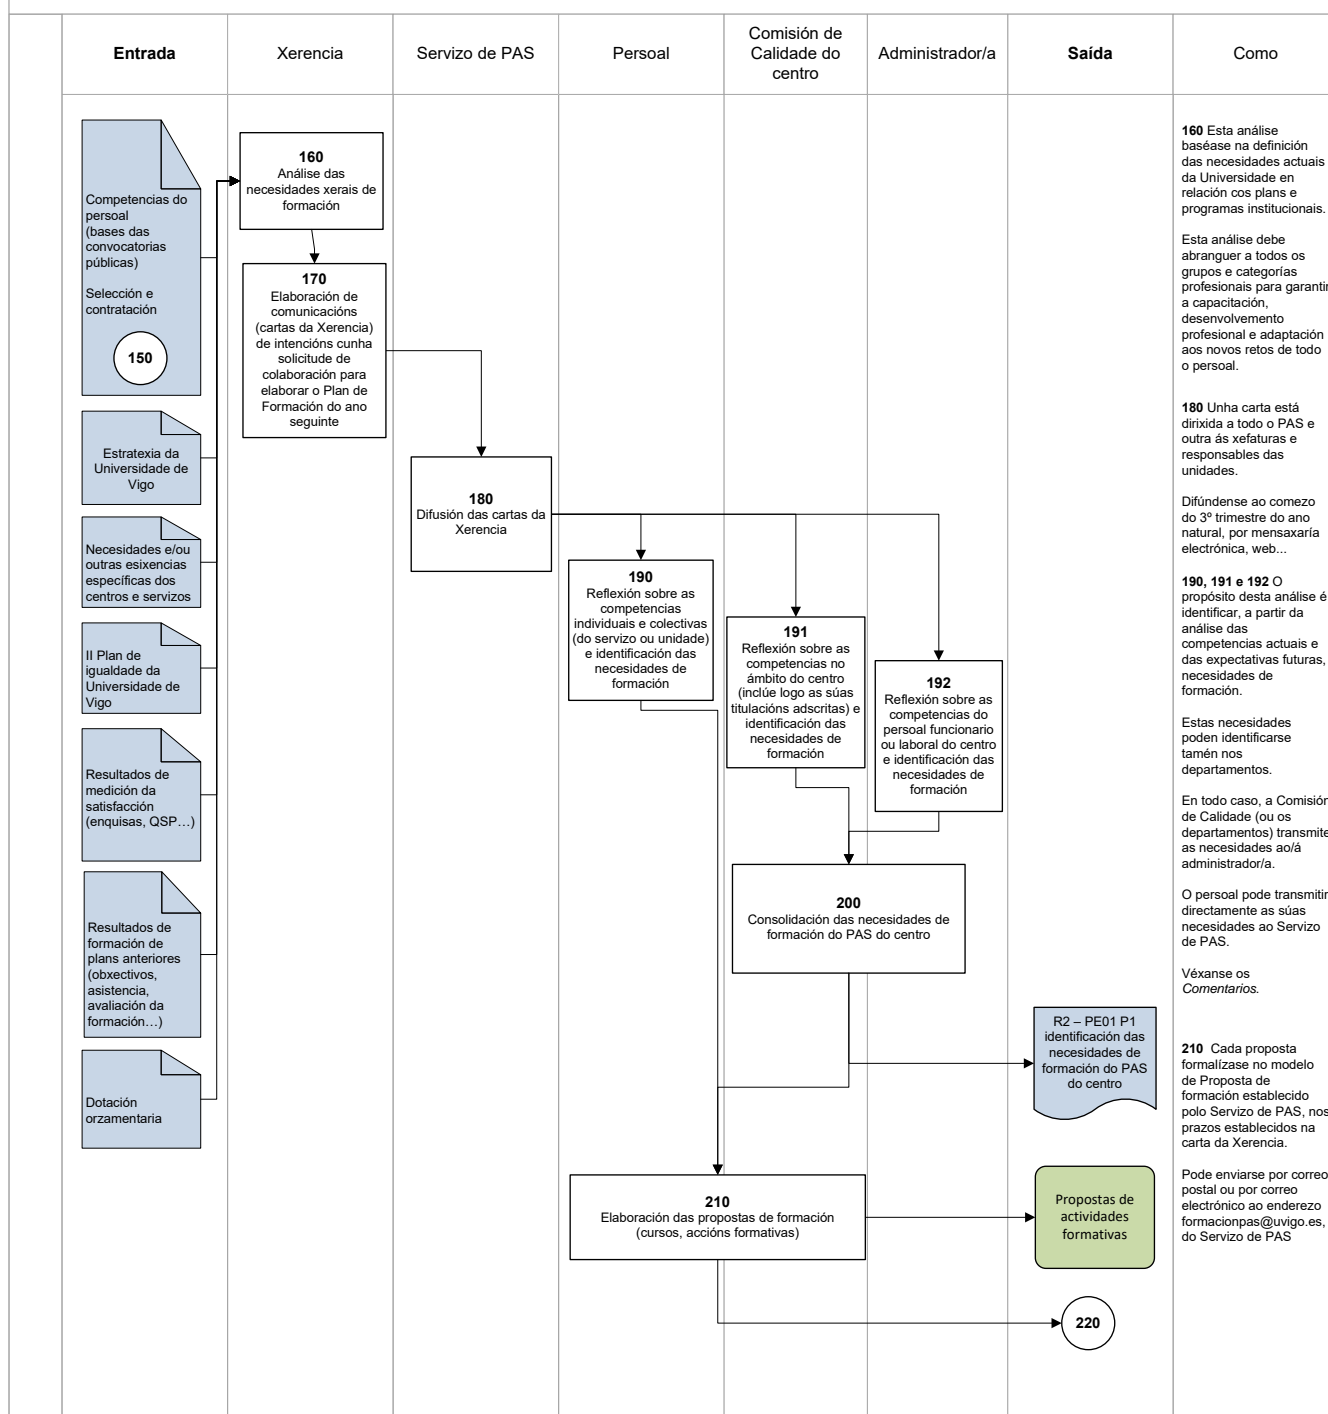 Entrada
Xerencia
Servizo de PAS
Persoal
Comisión de
Calidade do
centro
Administrador/a
Saída
Como
Competencias do
persoal
(bases das
convocatorias
públicas)
Selección e
contratación
150
Estratexia da
Universidade de
Vigo
Necesidades e/ou
outras esixencias
específicas dos
centros e servizos
II Plan de
igualdade da
Universidade de
Vigo
Resultados de
medición da
satisfacción
(enquisas, QSP…)
Resultados de
formación de
plans anteriores
(obxectivos,
asistencia,
avaliación da
formación…)
Dotación
orzamentaria
160
Análise das
necesidades xerais de
formación
170
Elaboración de
comunicacións
(cartas da Xerencia)
de intencións cunha
solicitude de
colaboración para
elaborar o Plan de
Formación do ano
seguinte
180
Difusión das cartas da
Xerencia
190
Reflexión sobre as
competencias
individuais e colectivas
(do servizo ou unidade)
e identificación das
necesidades de
formación
191
Reflexión sobre as
competencias no
ámbito do centro
(inclúe logo as súas
titulacións adscritas) e
identificación das
necesidades de
formación
192
Reflexión sobre as
competencias do
persoal funcionario
ou laboral do centro
e identificación das
necesidades de
formación
200
Consolidación das necesidades de
formación do PAS do centro
R2 – PE01 P1
identificación das
necesidades de
formación do PAS
do centro
210
Elaboración das propostas de formación
(cursos, accións formativas)
Propostas de
actividades
formativas
220
160 Esta análise
baséase na definición
das necesidades actuais
da Universidade en
relación cos plans e
programas institucionais.
Esta análise debe
abranguer a todos os
grupos e categorías
profesionais para garantir
a capacitación,
desenvolvemento
profesional e adaptación
aos novos retos de todo
o persoal.
180 Unha carta está
dirixida a todo o PAS e
outra ás xefaturas e
responsables das
unidades.
Difúndense ao comezo
do 3º trimestre do ano
natural, por mensaxaría
electrónica, web...
190, 191 e 192 O
propósito desta análise é
identificar, a partir da
análise das
competencias actuais e
das expectativas futuras,
necesidades de
formación.
Estas necesidades
poden identificarse
tamén nos
departamentos.
En todo caso, a Comisión
de Calidade (ou os
departamentos) transmite
as necesidades ao/á
administrador/a.
O persoal pode transmitir
directamente as súas
necesidades ao Servizo
de PAS.
Véxanse os
Comentarios.
210 Cada proposta
formalízase no modelo
de Proposta de
formación establecido
polo Servizo de PAS, nos
prazos establecidos na
carta da Xerencia.
Pode enviarse por correo
postal ou por correo
electrónico ao enderezo
formacionpas@uvigo.es,
do Servizo de PAS